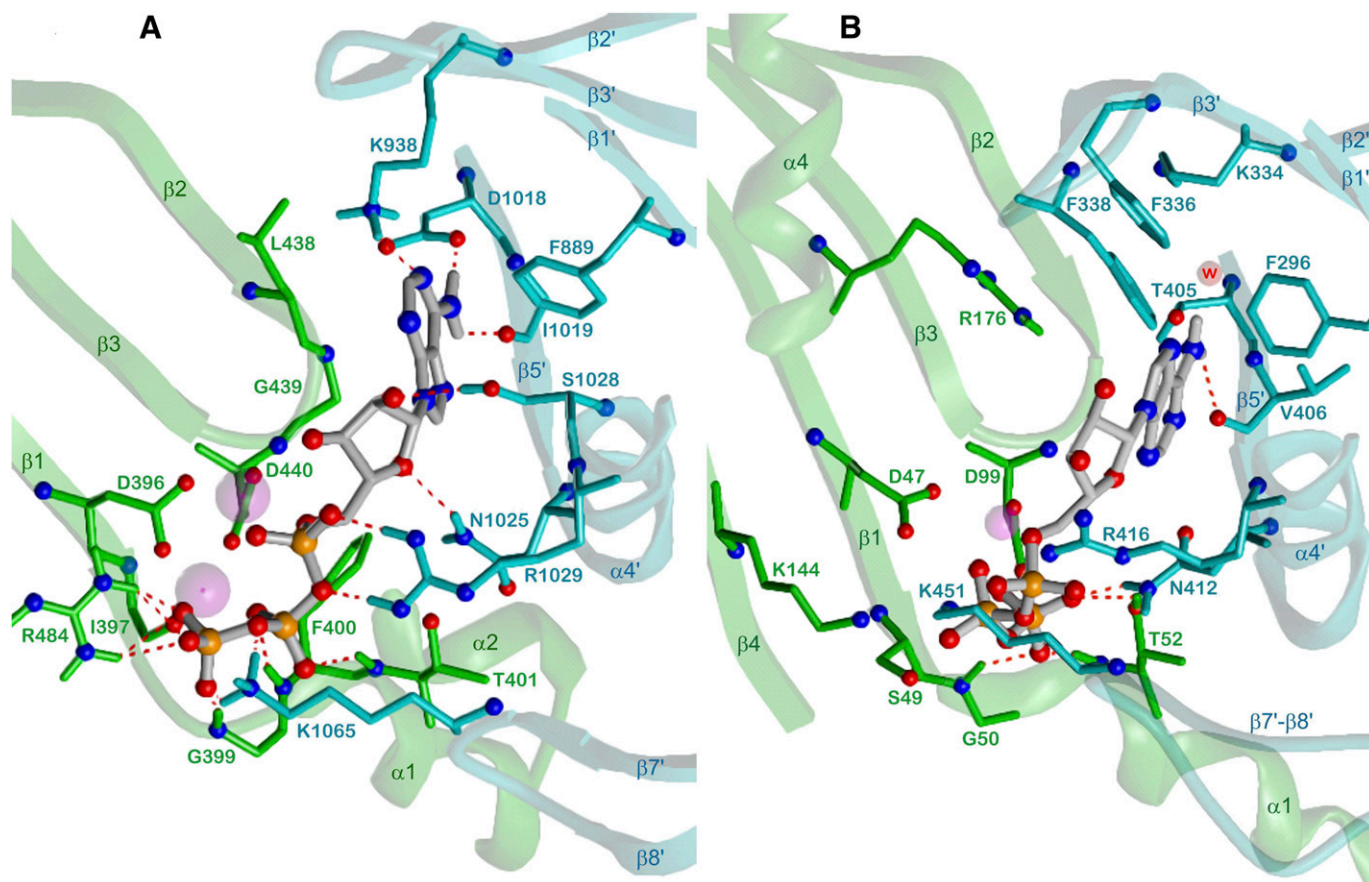 A
B
β2'
β3'
β1'
K938
β2
D1018
L438
F889
β3
I1019
β5'
G439
S1028
β1
D440
D396
N1025
R1029
α4'
I397
F400
R484
α2
T401
K1065
G399
α1
β7'
β8'
β3'
β2
β2'
α4
K334
β1'
F338
F336
F296
T405
W
R176
β3
β5'
V406
D47
D99
β1
R416
α4'
K144
K451
N412
β4
T52
S49
G50
β7'-β8'
α1